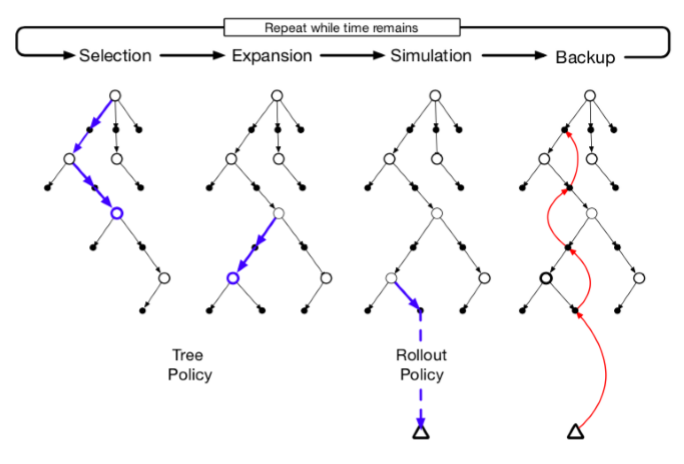 Repeat while time remains
Selection Expansion Simulation Backup
Tree
Policy
Rollout
Policy